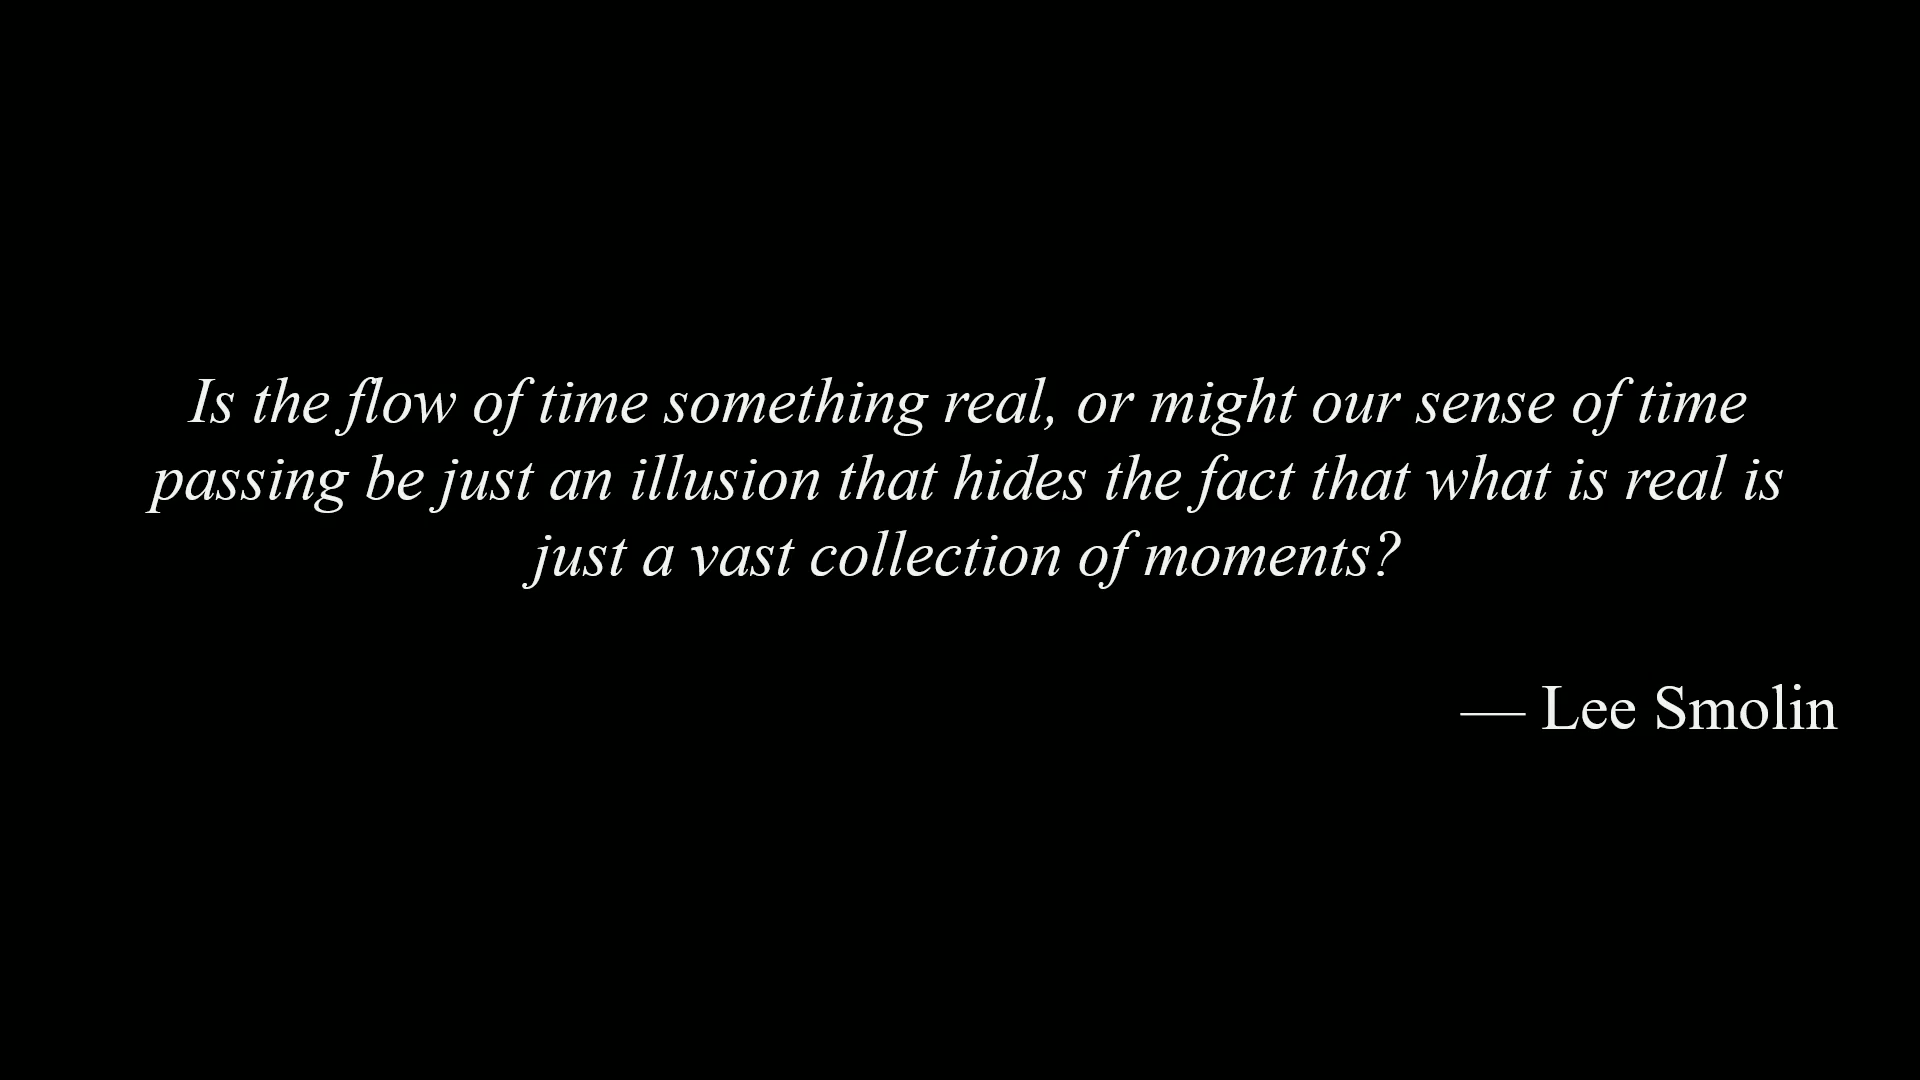 Is the flow of time something real, or might our sense of time
passing be just an illusion that hides the fact that what is real is
just a vast collection of moments?
— Lee Smolin